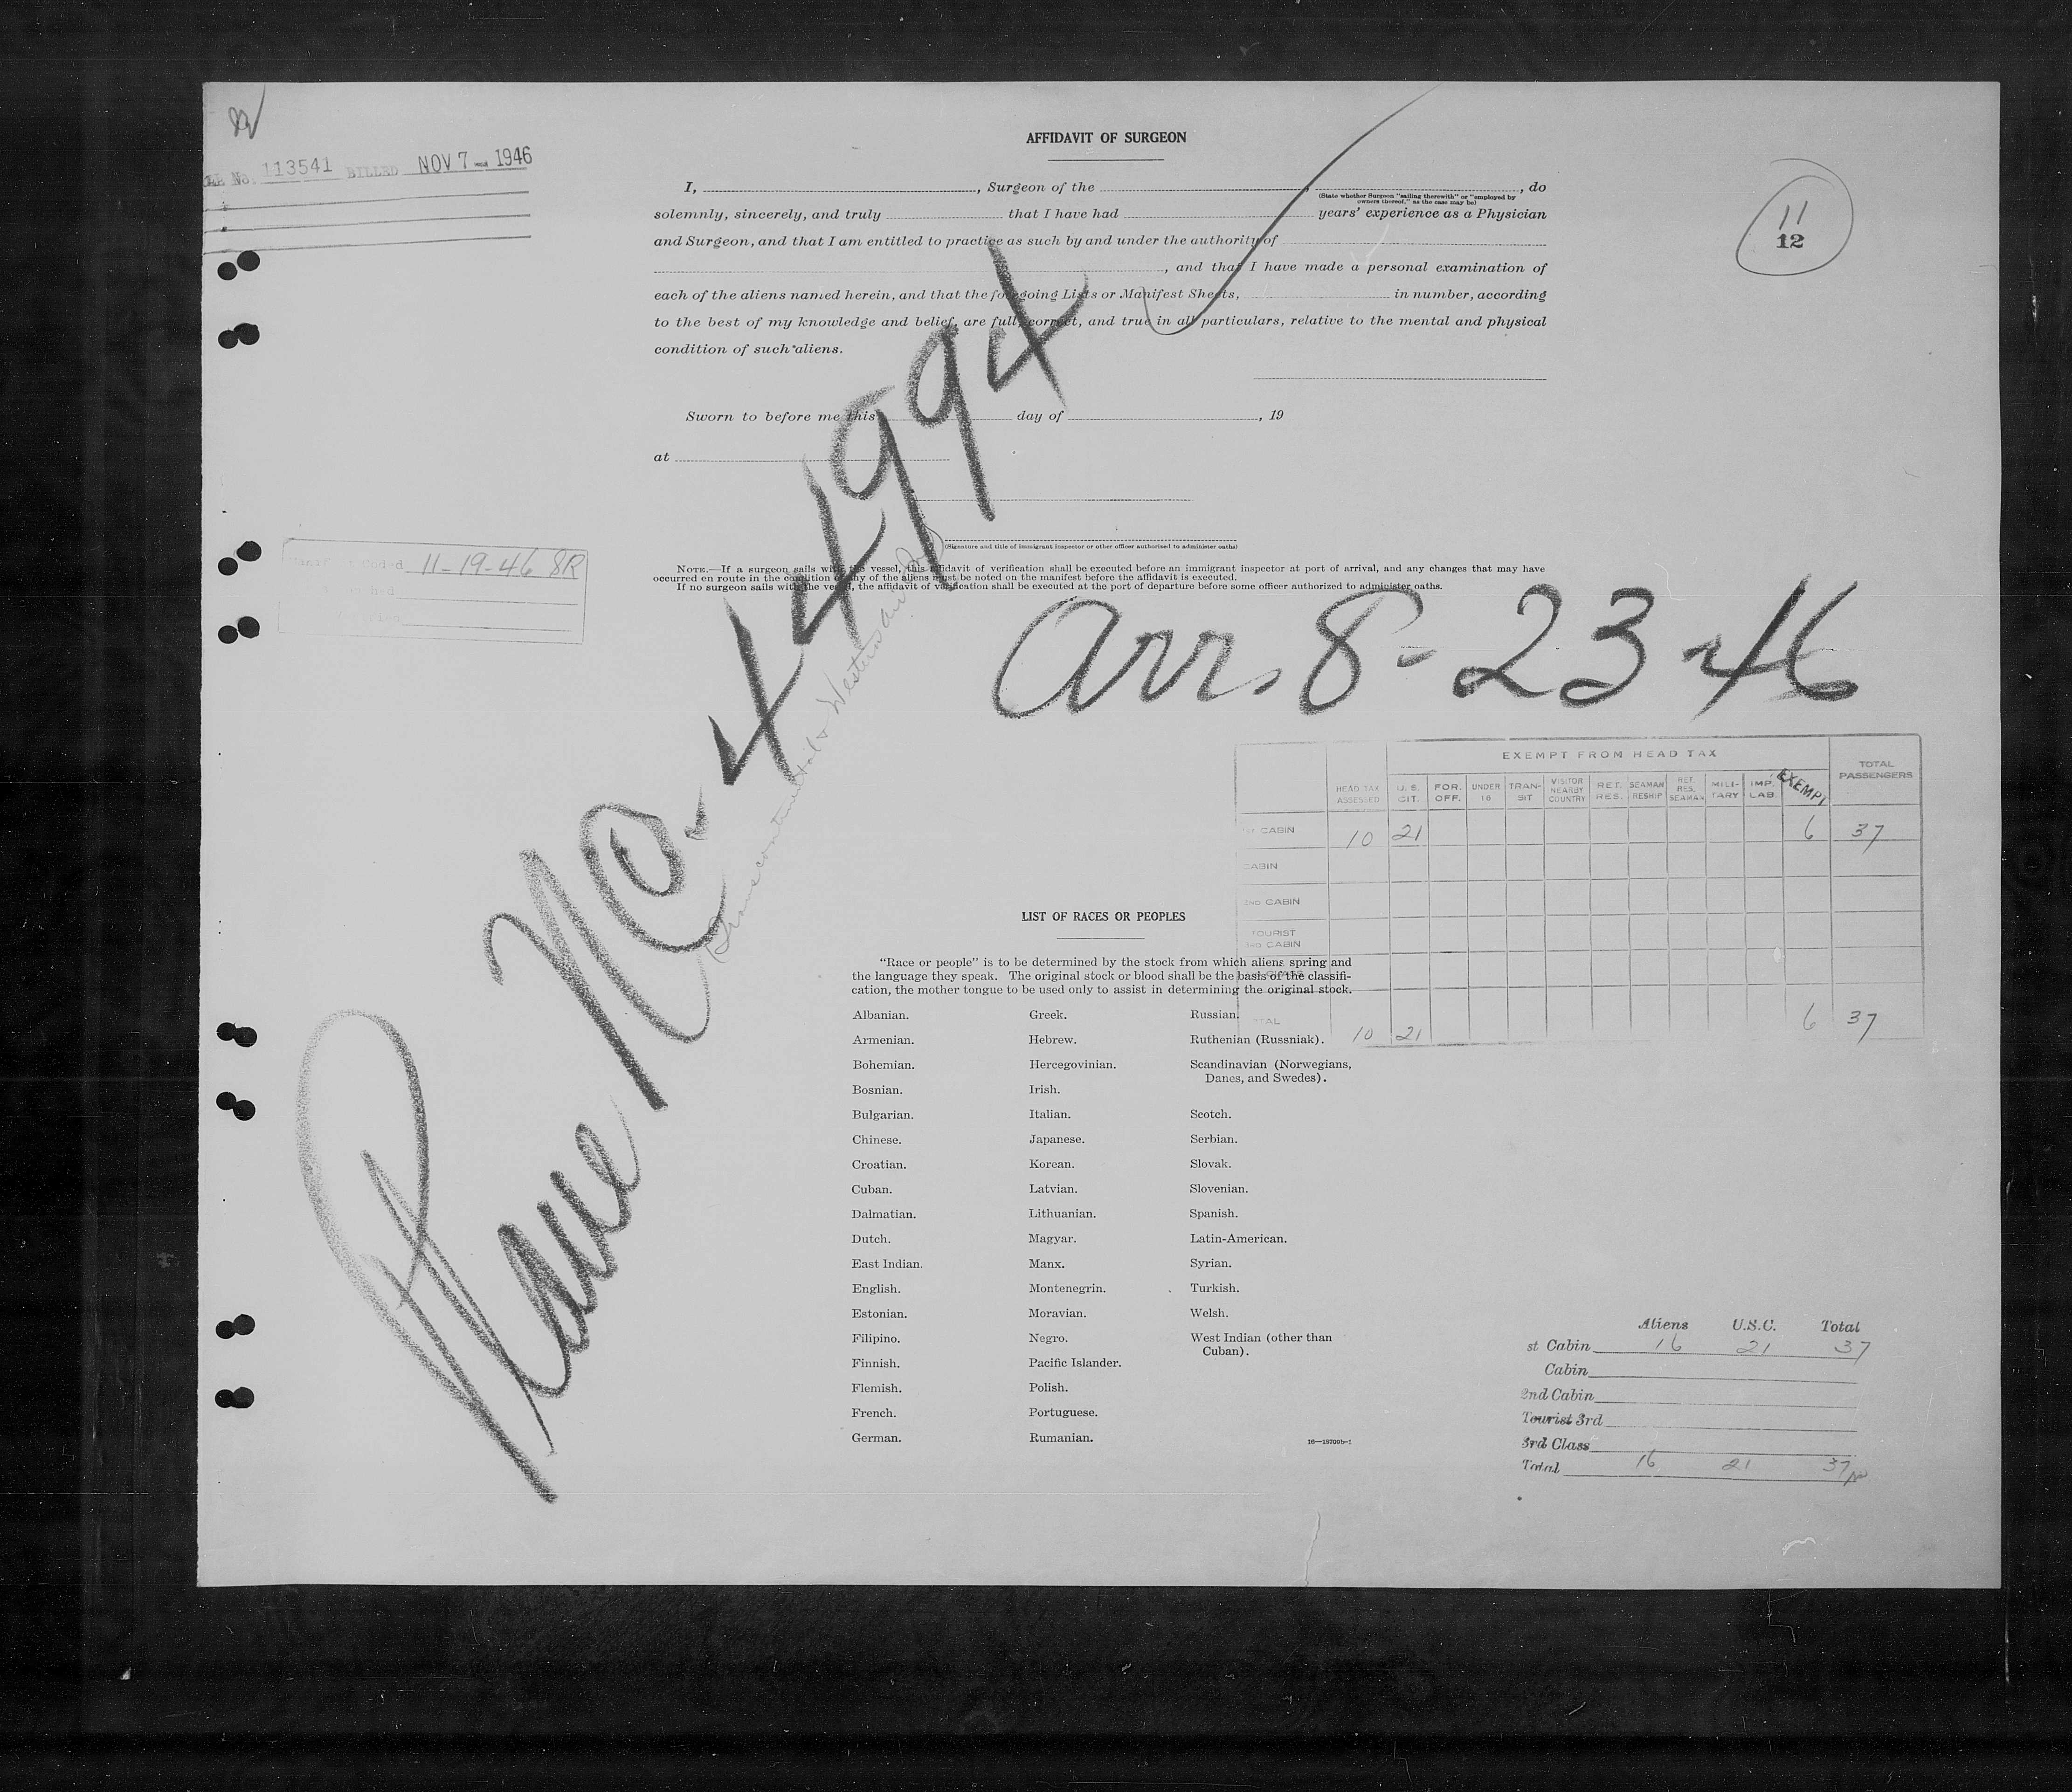 No. 113541 BILLED NOV 7 - 1946
AFFIDAVIT OF SURGEON
I, , Surgeon of the , , do
(State whether Surgeon "sailing therewith" or "employed by
owners thereof," as the case may be)
solemnly, sincerely, and truly that I have had years' experience as a Physician
and Surgeon, and that I am entitled to practice as such by and under the authority of
, and that I have made a personal examination of
each of the aliens named herein, and that the foregoing Lists or Manifest Sheets, in number, according
to the best of my knowledge and belief, are full, correct, and true in all particulars, relative to the mental and physical
condition of such aliens.
11
12
Sworn to before me this day of , 19
at
(Signature and title of immigrant inspector or other officer authorized to administer oaths)
NOTE.—If a surgeon sails with the vessel, this affidavit of verification shall be executed before an immigrant inspector at port of arrival, and any changes that may have
occurred en route in the condition of any of the aliens must be noted on the manifest before the affidavit is executed.
If no surgeon sails with the vessel, the affidavit of verification shall be executed at the port of departure before some officer authorized to administer oaths.
11-19-46 SR
Plane No. 44994
Transcontinental & Western Air
Arr. 8-23-46
EXEMPT FROM HEAD TAX
HEAD TAX ASSESSED U. S. CIT. FOR. OFF. UNDER 16 TRAN- SIT VISITOR NEARBY COUNTRY RET. RES. SEAMAN RESHIP RET. RES. SEAMAN MILI- TARY IMP. LAB. EXEMPT TOTAL PASSENGERS
1st CABIN 10 21 6 37
CABIN
2ND CABIN
TOURIST
3RD CABIN
TOTAL 10 21 6 37
LIST OF RACES OR PEOPLES
"Race or people" is to be determined by the stock from which aliens spring and
the language they speak. The original stock or blood shall be the basis of the classifi-
cation, the mother tongue to be used only to assist in determining the original stock.
Albanian. Greek. Russian.
Armenian. Hebrew. Ruthenian (Russniak).
Bohemian. Hercegovinian. Scandinavian (Norwegians,
Danes, and Swedes).
Bosnian. Irish.
Bulgarian. Italian. Scotch.
Chinese. Japanese. Serbian.
Croatian. Korean. Slovak.
Cuban. Latvian. Slovenian.
Dalmatian. Lithuanian. Spanish.
Dutch. Magyar. Latin-American.
East Indian. Manx. Syrian.
English. Montenegrin. Turkish.
Estonian. Moravian. Welsh.
Filipino. Negro. West Indian (other than
Cuban).
Finnish. Pacific Islander.
Flemish. Polish.
French. Portuguese.
German. Rumanian.
16—18709b-1
Aliens U.S.C. Total
st Cabin 16 21 37
Cabin
2nd Cabin
Tourist 3rd
3rd Class
Total 16 21 37